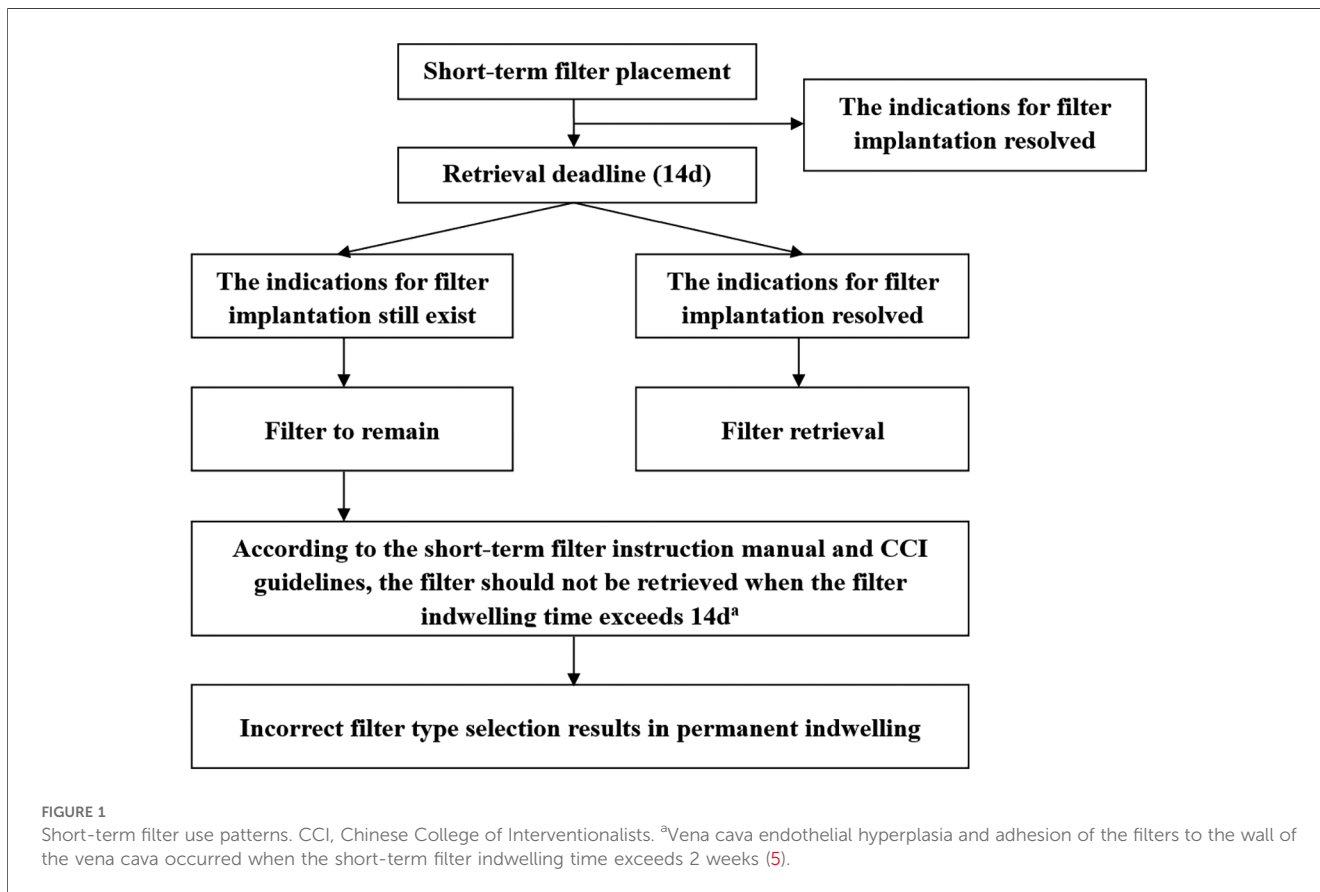 Short-term filter placement
The indications for filter
implantation resolved
Retrieval deadline (14d)
The indications for filter
implantation still exist
The indications for filter
implantation resolved
Filter to remain
Filter retrieval
According to the short-term filter instruction manual and CCI
guidelines, the filter should not be retrieved when the filter
indwelling time exceeds 14dᵃ
Incorrect filter type selection results in permanent indwelling
FIGURE 1
Short-term filter use patterns. CCI, Chinese College of Interventionalists. ᵃVena cava endothelial hyperplasia and adhesion of the filters to the wall of
the vena cava occurred when the short-term filter indwelling time exceeds 2 weeks (5).